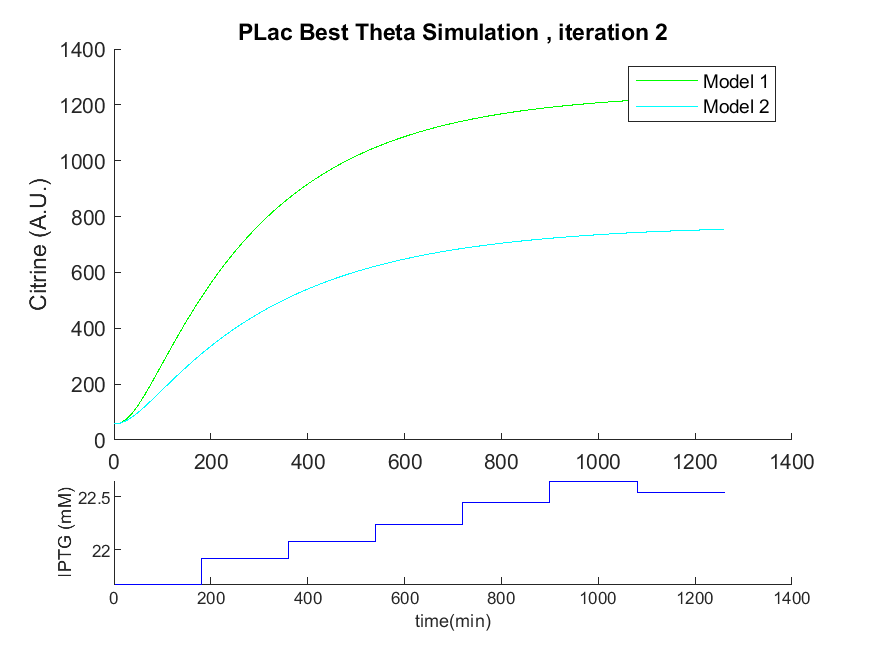 PLac Best Theta Simulation , iteration 2
1400
1200
1000
800
600
400
200
0
Citrine (A.U.)
Model 1
Model 2
0 200 400 600 800 1000 1200 1400
22.5
22
IPTG (mM)
0 200 400 600 800 1000 1200 1400
time(min)